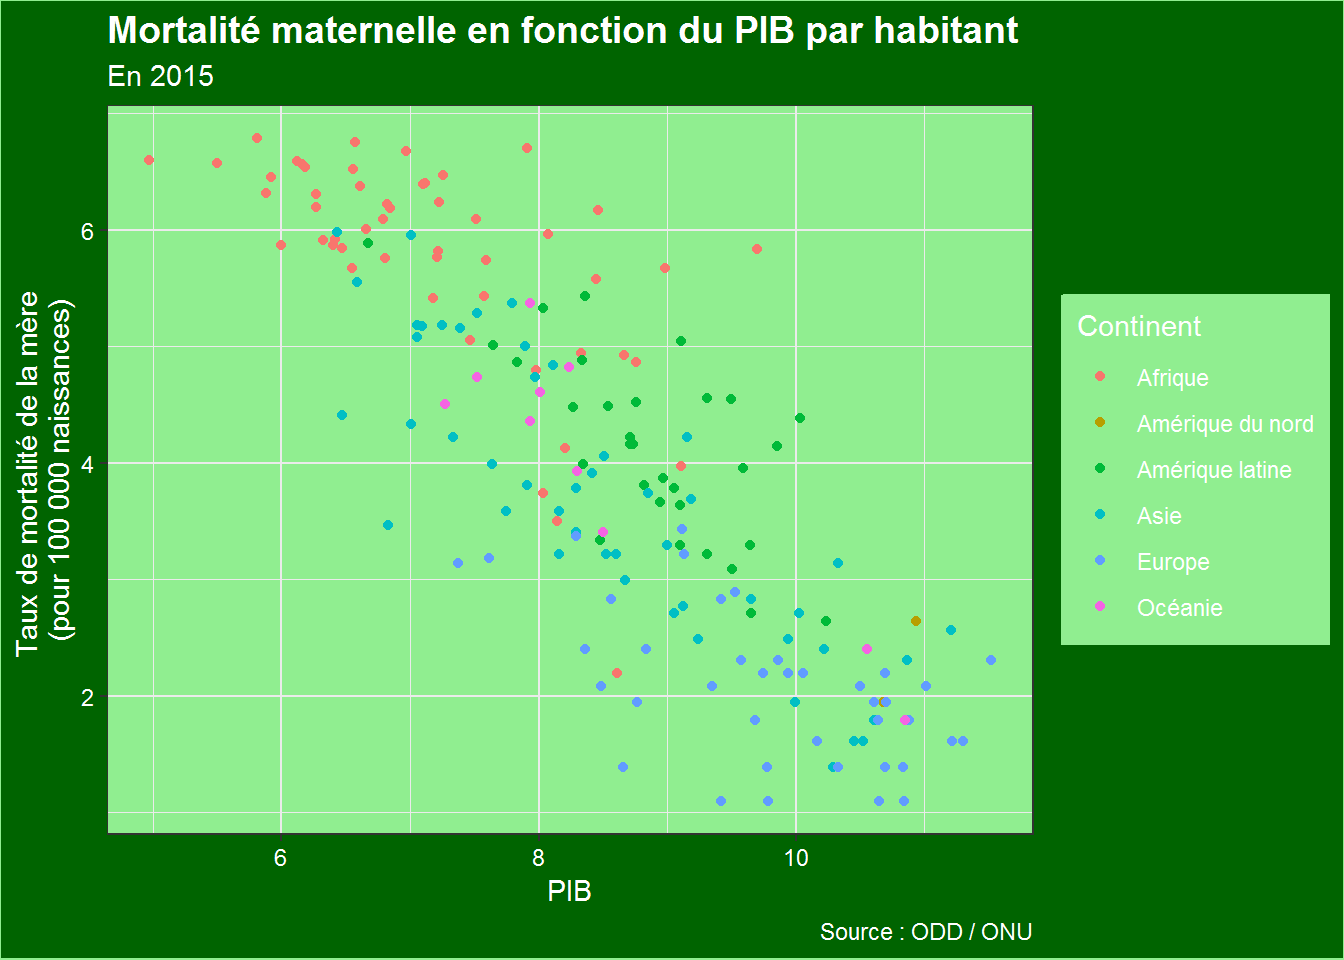 Mortalité maternelle en fonction du PIB par habitant
En 2015
Taux de mortalité de la mère
(pour 100 000 naissances)
6
4
2
6
8
10
PIB
Continent
Afrique
Amérique du nord
Amérique latine
Asie
Europe
Océanie
Source : ODD / ONU